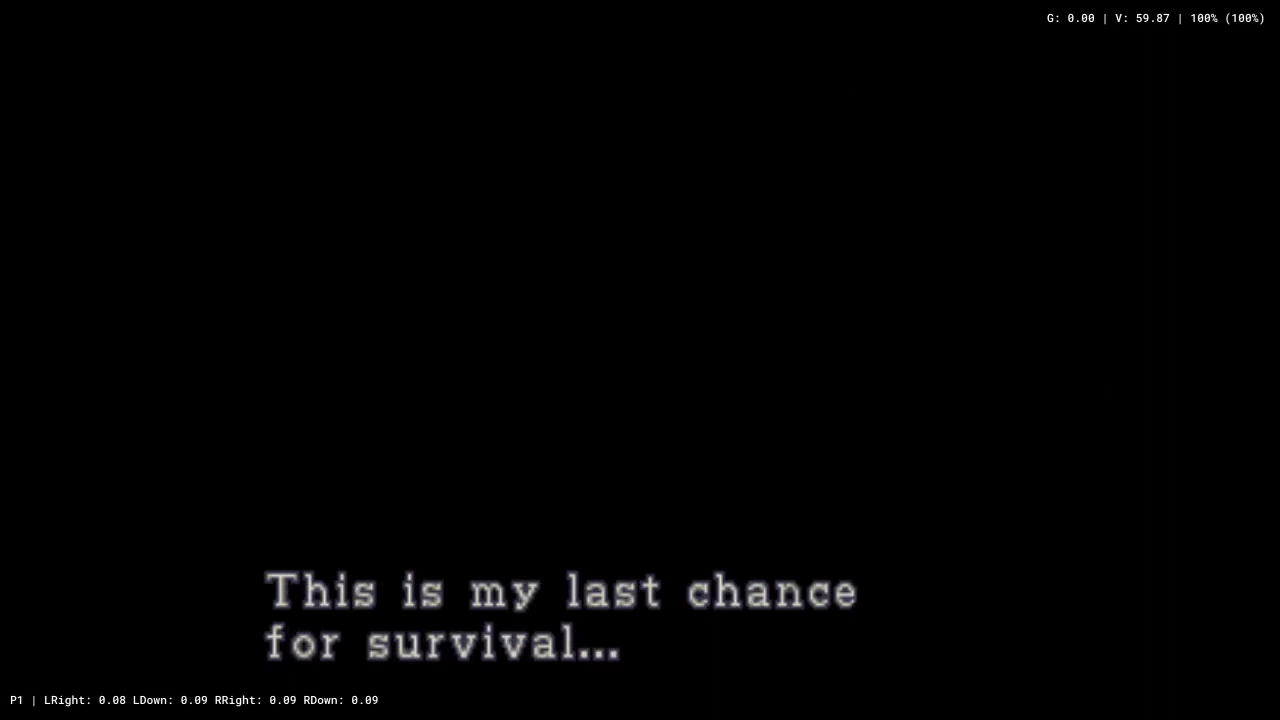 G: 0.00 | V: 59.87 | 100% (100%)
This is my last chance
for survival...
P1 | LRight: 0.08 LDown: 0.09 RRight: 0.09 RDown: 0.09